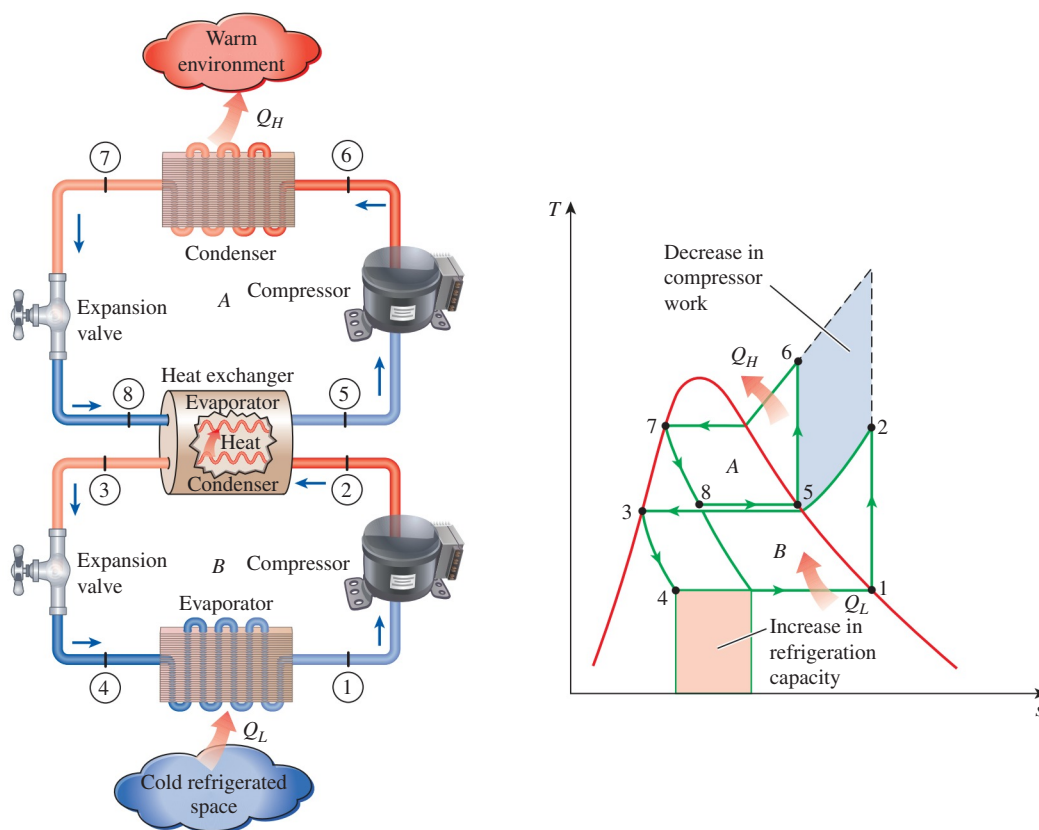 Warm
environment
Q_H
7
6
Condenser
Expansion
valve
A
Compressor
Heat exchanger
8
Evaporator
5
Heat
3
Condenser
2
Expansion
valve
B
Compressor
Evaporator
4
1
Q_L
Cold refrigerated
space
T
Decrease in
compressor
work
6
Q_H
7
2
A
8
5
3
B
4
1
Q_L
Increase in
refrigeration
capacity
s